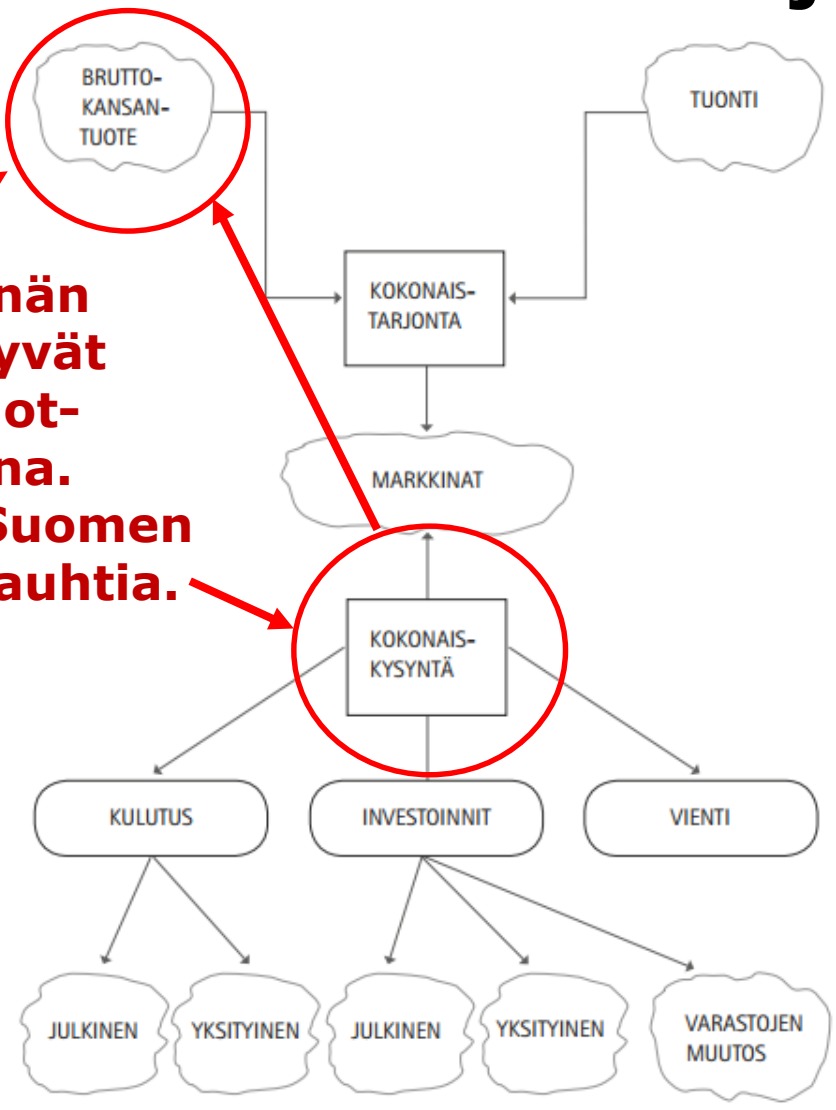 BRUTTO-
KANSAN-
TUOTE
TUONTI
KOKONAIS-
TARJONTA
nän
yvät
ot-
na.
Suomen
auhtia.
MARKKINAT
KOKONAIS-
KYSYNTÄ
KULUTUS
INVESTOINNIT
VIENTI
JULKINEN
YKSITYINEN
JULKINEN
YKSITYINEN
VARASTOJEN
MUUTOS